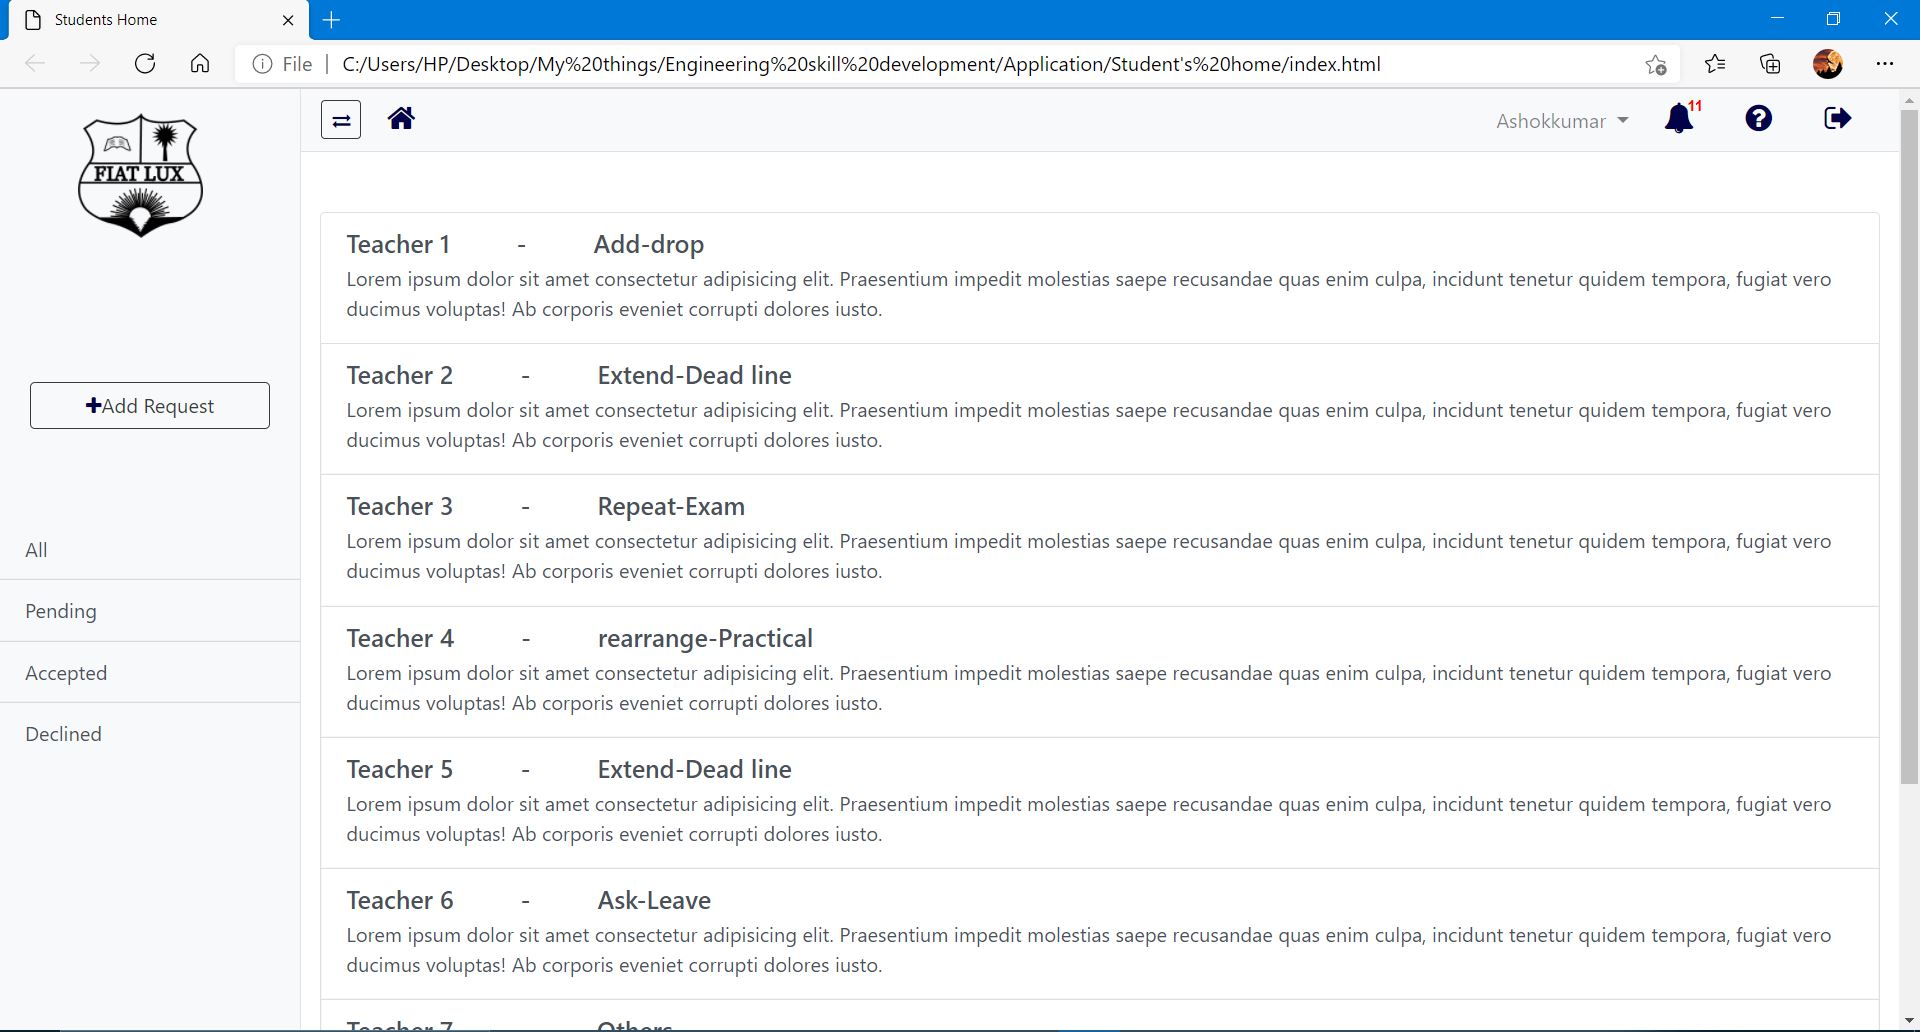 Students Home
File | C:/Users/HP/Desktop/My%20things/Engineering%20skill%20development/Application/Student's%20home/index.html
FIAT LUX
Ashokkumar
11
Add Request
All
Pending
Accepted
Declined
Teacher 1 - Add-drop
Lorem ipsum dolor sit amet consectetur adipisicing elit. Praesentium impedit molestias saepe recusandae quas enim culpa, incidunt tenetur quidem tempora, fugiat vero
ducimus voluptas! Ab corporis eveniet corrupti dolores iusto.
Teacher 2 - Extend-Dead line
Lorem ipsum dolor sit amet consectetur adipisicing elit. Praesentium impedit molestias saepe recusandae quas enim culpa, incidunt tenetur quidem tempora, fugiat vero
ducimus voluptas! Ab corporis eveniet corrupti dolores iusto.
Teacher 3 - Repeat-Exam
Lorem ipsum dolor sit amet consectetur adipisicing elit. Praesentium impedit molestias saepe recusandae quas enim culpa, incidunt tenetur quidem tempora, fugiat vero
ducimus voluptas! Ab corporis eveniet corrupti dolores iusto.
Teacher 4 - rearrange-Practical
Lorem ipsum dolor sit amet consectetur adipisicing elit. Praesentium impedit molestias saepe recusandae quas enim culpa, incidunt tenetur quidem tempora, fugiat vero
ducimus voluptas! Ab corporis eveniet corrupti dolores iusto.
Teacher 5 - Extend-Dead line
Lorem ipsum dolor sit amet consectetur adipisicing elit. Praesentium impedit molestias saepe recusandae quas enim culpa, incidunt tenetur quidem tempora, fugiat vero
ducimus voluptas! Ab corporis eveniet corrupti dolores iusto.
Teacher 6 - Ask-Leave
Lorem ipsum dolor sit amet consectetur adipisicing elit. Praesentium impedit molestias saepe recusandae quas enim culpa, incidunt tenetur quidem tempora, fugiat vero
ducimus voluptas! Ab corporis eveniet corrupti dolores iusto.
Teacher 7 - Others